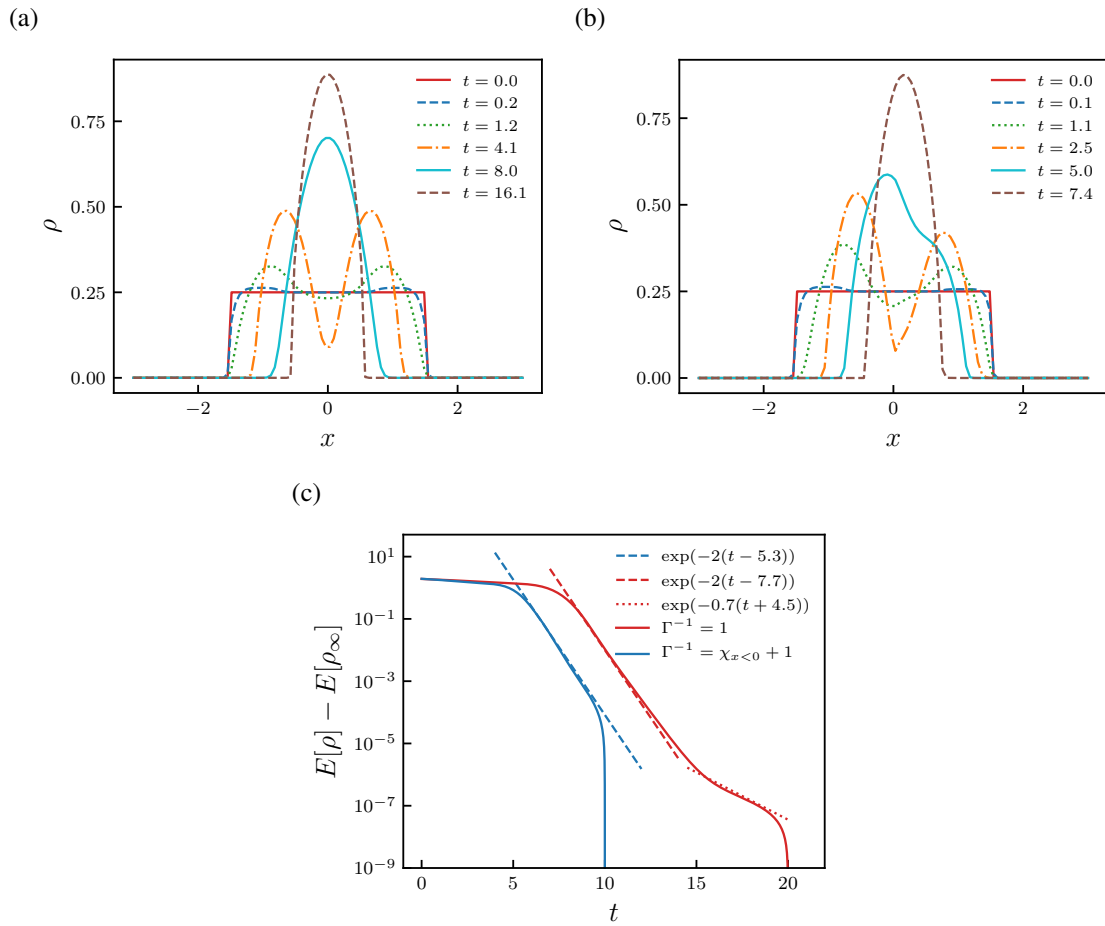 (a)
ρ
0.75
0.50
0.25
0.00
−2
0
2
x
t = 0.0
t = 0.2
t = 1.2
t = 4.1
t = 8.0
t = 16.1
(b)
ρ
0.75
0.50
0.25
0.00
−2
0
2
x
t = 0.0
t = 0.1
t = 1.1
t = 2.5
t = 5.0
t = 7.4
(c)
E[ρ] − E[ρ∞]
10¹
10⁻¹
10⁻³
10⁻⁵
10⁻⁷
10⁻⁹
0
5
10
15
20
t
exp(−2(t − 5.3))
exp(−2(t − 7.7))
exp(−0.7(t + 4.5))
Γ⁻¹ = 1
Γ⁻¹ = χₓ<₀ + 1